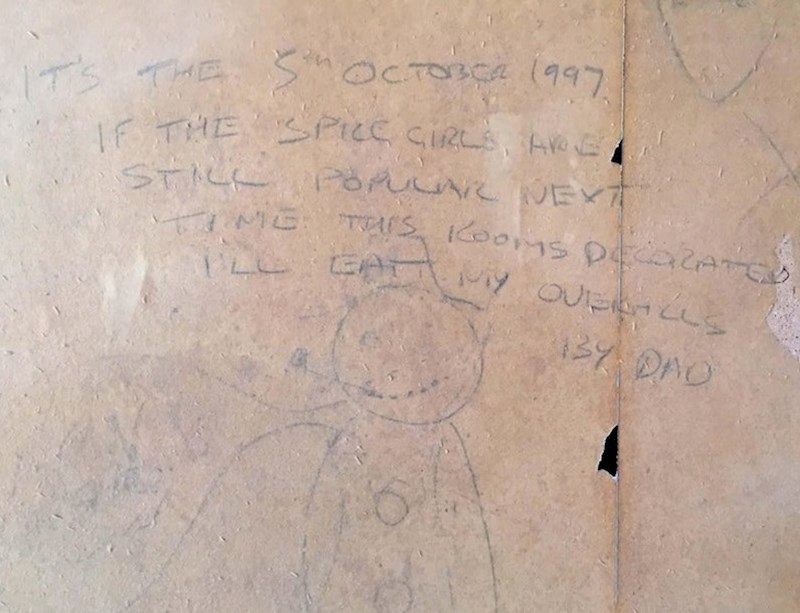 IT'S THE 5TH OCTOBER 1997
IF THE SPICE GIRLS ARE
STILL POPULAR NEXT
TIME THIS ROOMS DECORATED
I'LL EAT MY OVERALLS
BY DAD